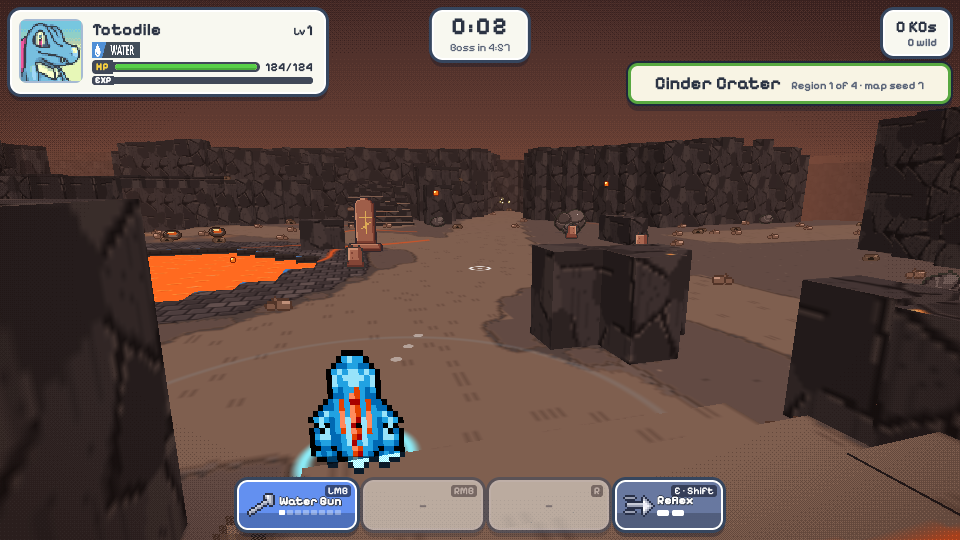 Totodile Lv1
WATER
HP 184/184
EXP
0:02
Boss in 4:57
0 KOs
0 wild
Cinder Crater Region 1 of 4 · map seed 7
LMB
Water Gun
RMB
-
R
-
E·Shift
Reflex